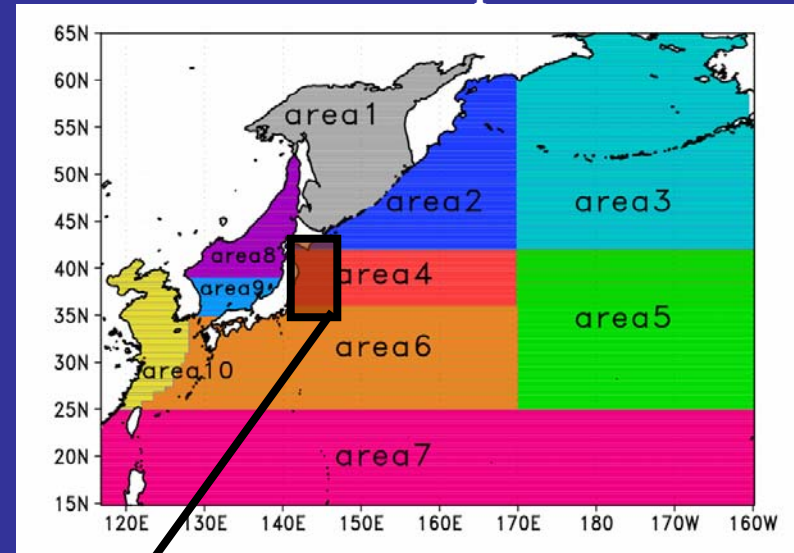 65N
60N
area1
55N
50N
area2
area3
45N
area8
40N
area4
area9
35N
area5
area6
30N
area10
25N
20N
area7
15N
120E 130E 140E 150E 160E 170E 180 170W 160W